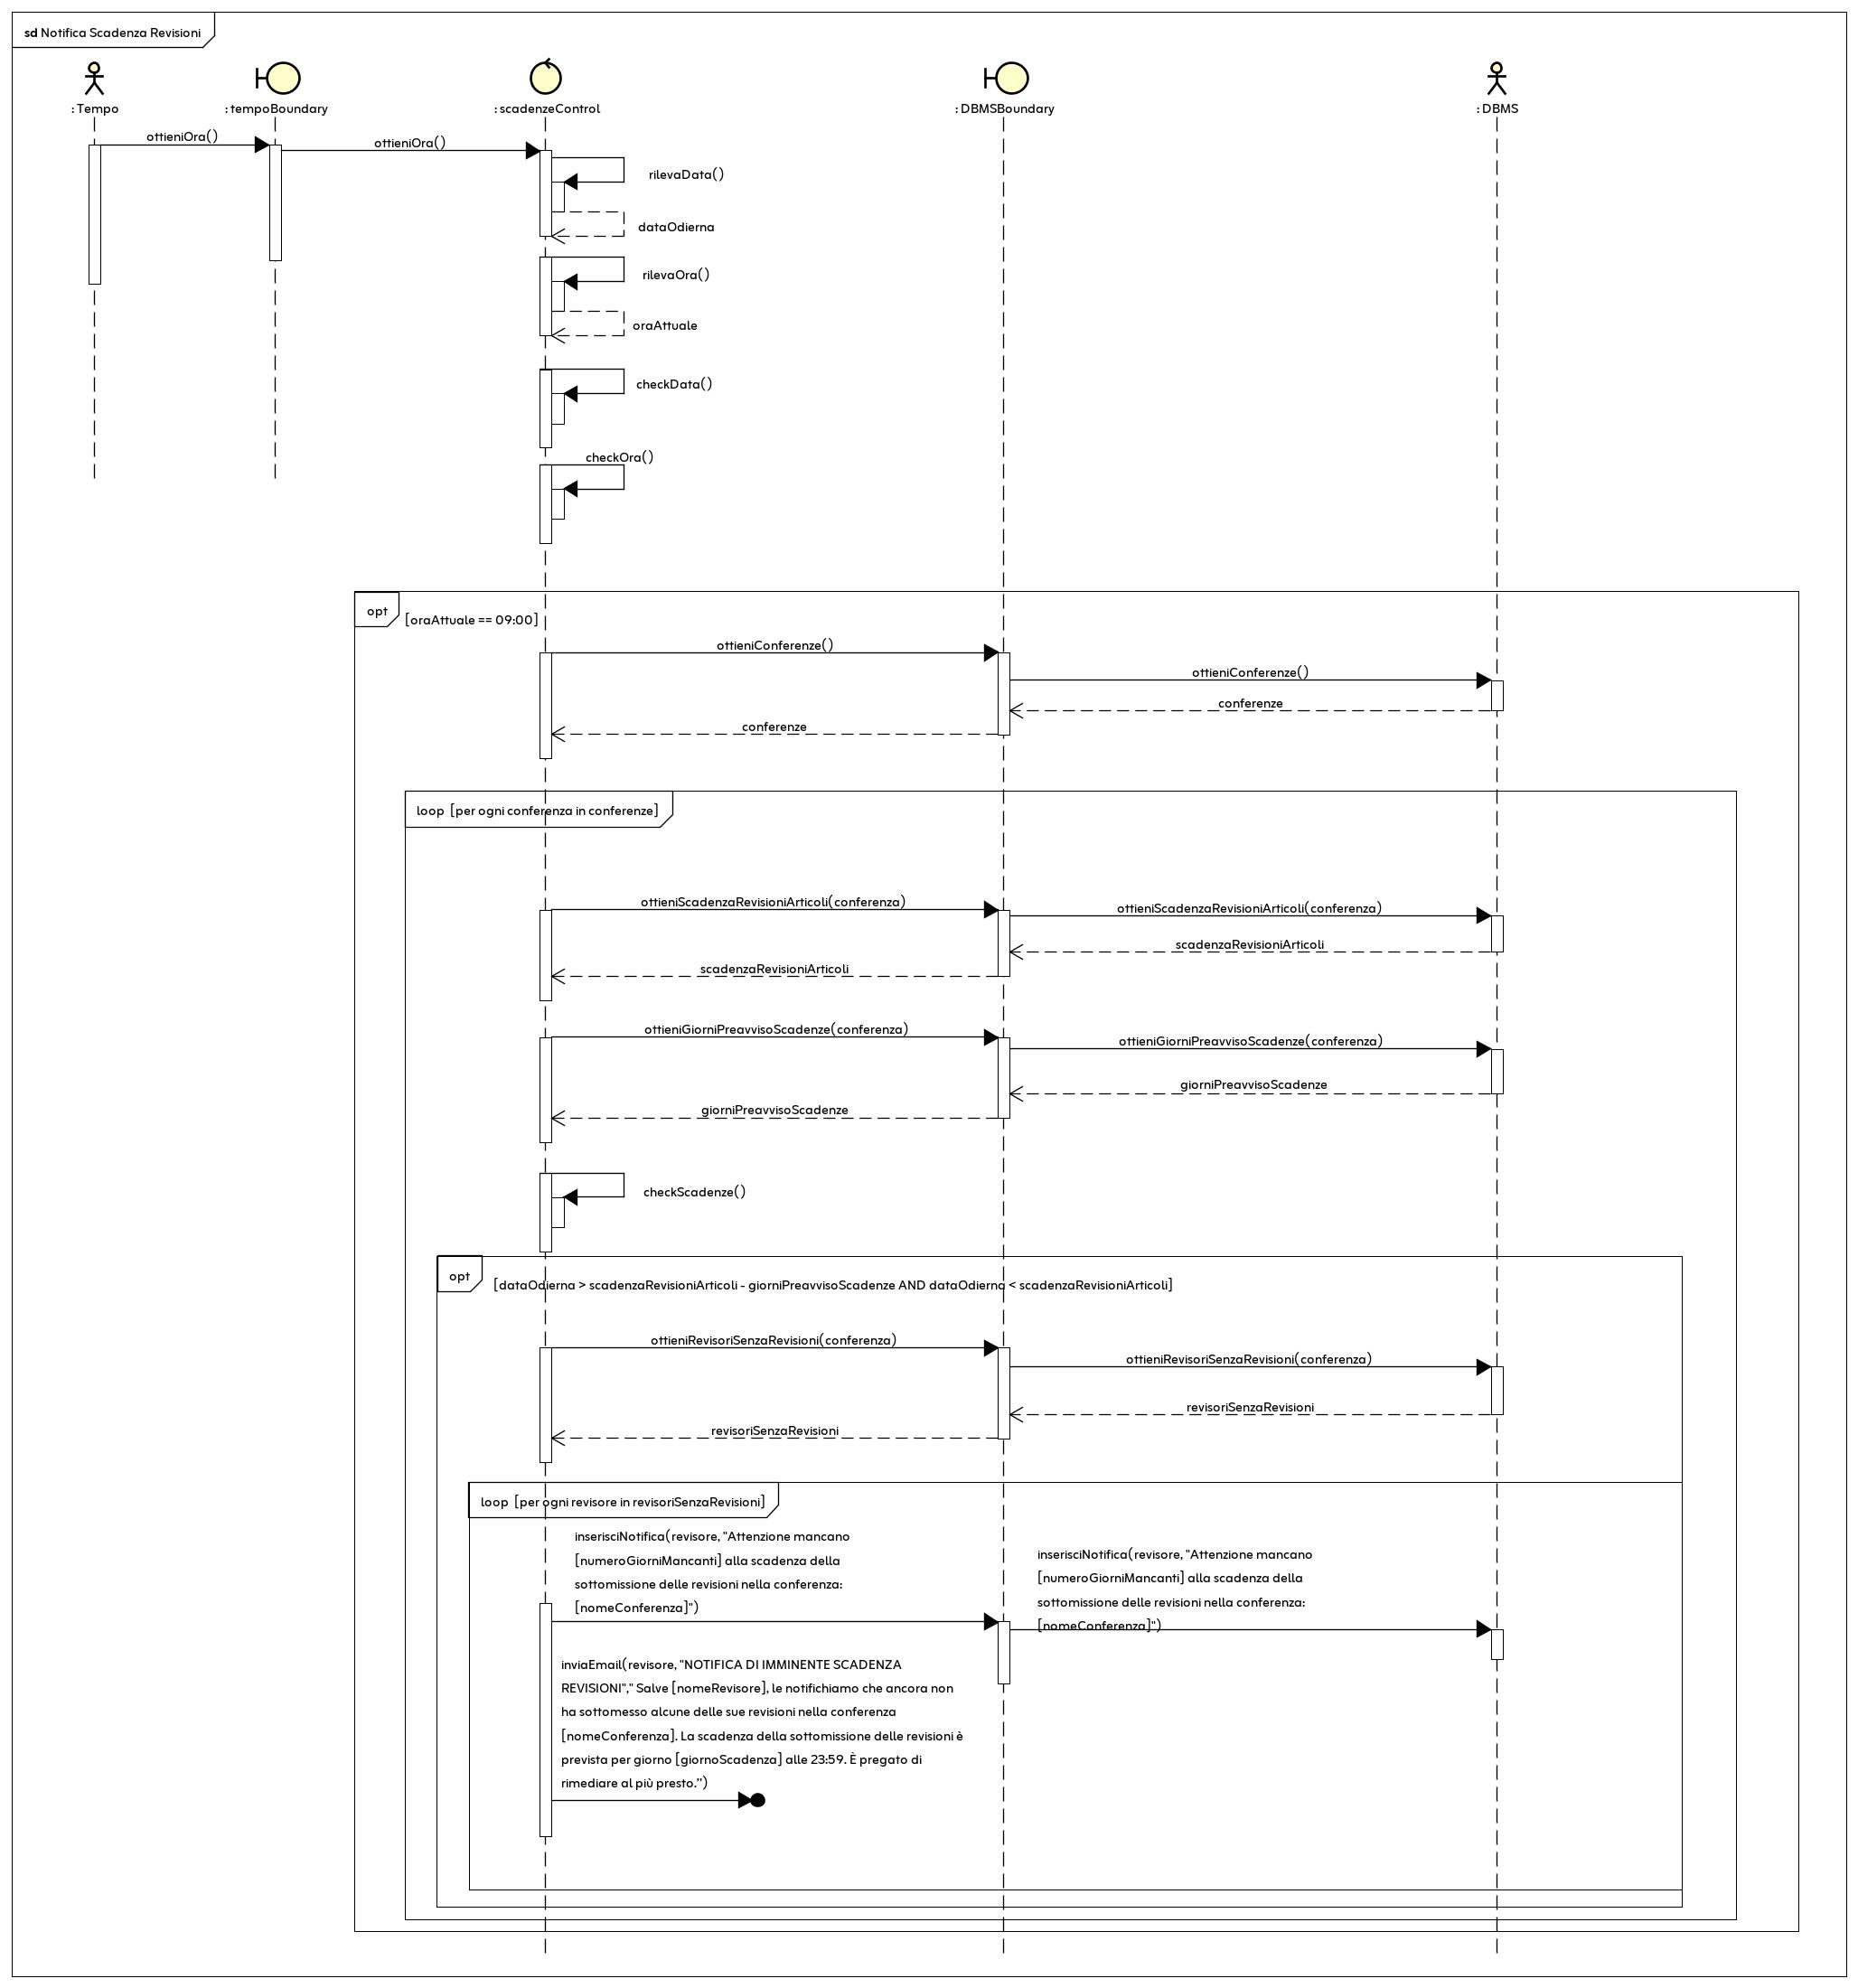 sd Notifica Scadenza Revisioni
: Tempo
: tempoBoundary
: scadenzeControl
: DBMSBoundary
: DBMS
ottieniOra()
ottieniOra()
rilevaData()
dataOdierna
rilevaOra()
oraAttuale
checkData()
checkOra()
opt
[oraAttuale == 09:00]
ottieniConferenze()
ottieniConferenze()
conferenze
conferenze
loop [per ogni conferenza in conferenze]
ottieniScadenzaRevisioniArticoli(conferenza)
ottieniScadenzaRevisioniArticoli(conferenza)
scadenzaRevisioniArticoli
scadenzaRevisioniArticoli
ottieniGiorniPreavvisoScadenze(conferenza)
ottieniGiorniPreavvisoScadenze(conferenza)
giorniPreavvisoScadenze
giorniPreavvisoScadenze
checkScadenze()
opt
[dataOdierna > scadenzaRevisioniArticoli - giorniPreavvisoScadenze AND dataOdierna < scadenzaRevisioniArticoli]
ottieniRevisoriSenzaRevisioni(conferenza)
ottieniRevisoriSenzaRevisioni(conferenza)
revisoriSenzaRevisioni
revisoriSenzaRevisioni
loop [per ogni revisore in revisoriSenzaRevisioni]
inserisciNotifica(revisore, "Attenzione mancano
[numeroGiorniMancanti] alla scadenza della
sottomissione delle revisioni nella conferenza:
[nomeConferenza]")
inserisciNotifica(revisore, "Attenzione mancano
[numeroGiorniMancanti] alla scadenza della
sottomissione delle revisioni nella conferenza:
[nomeConferenza]")
inviaEmail(revisore, "NOTIFICA DI IMMINENTE SCADENZA
REVISIONI"," Salve [nomeRevisore], le notifichiamo che ancora non
ha sottomesso alcune delle sue revisioni nella conferenza
[nomeConferenza]. La scadenza della sottomissione delle revisioni è
prevista per giorno [giornoScadenza] alle 23:59. È pregato di
rimediare al più presto.")